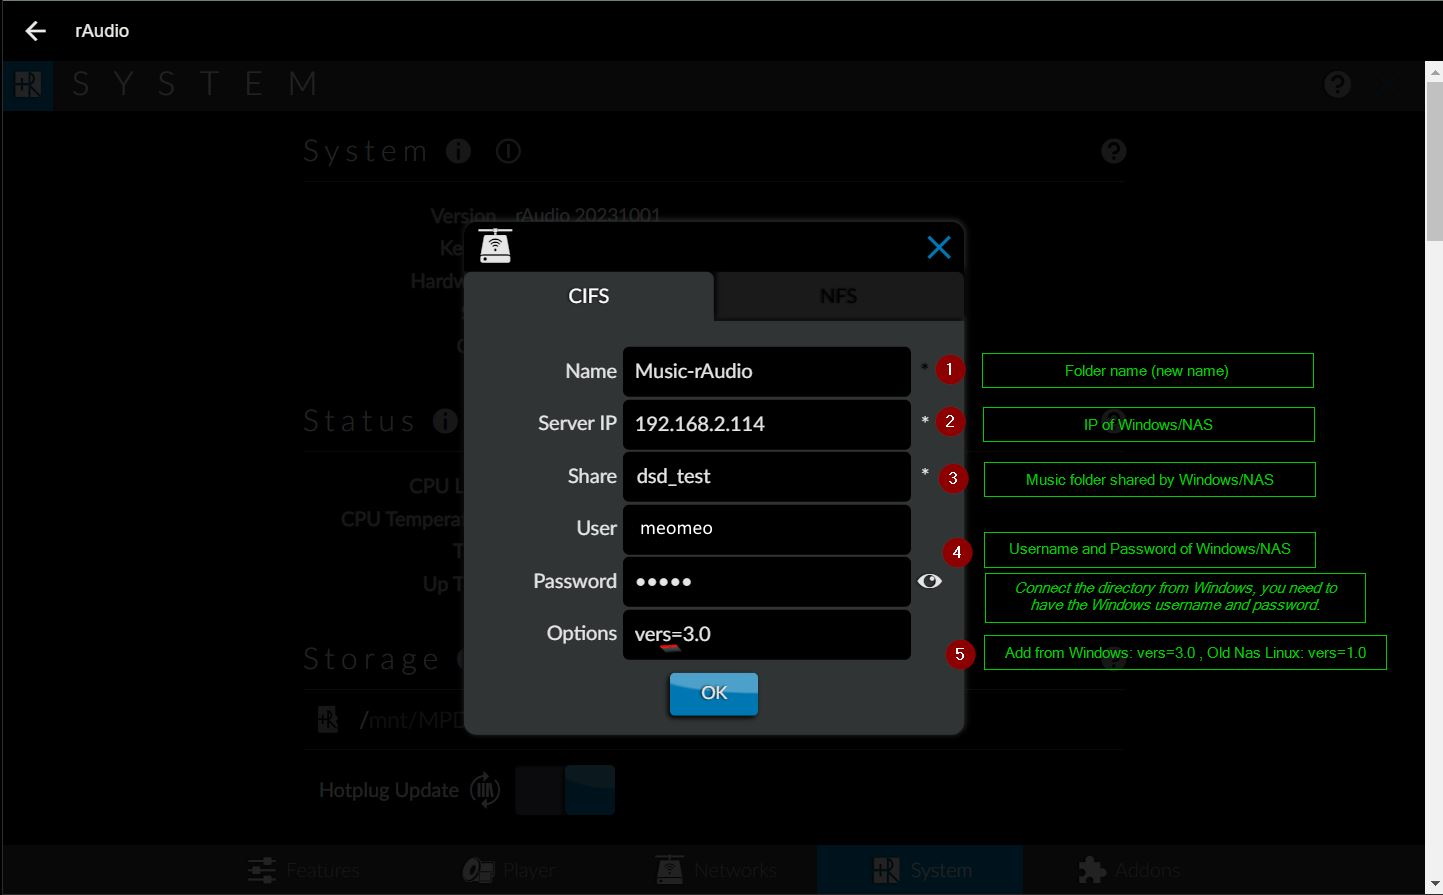 rAudio
SYSTEM
System
Version rAudio 20231001
Ke
Hardw
CIFS
NFS
Name Music-rAudio * 1 Folder name (new name)
Server IP 192.168.2.114 * 2 IP of Windows/NAS
Status
Share dsd_test * 3 Music folder shared by Windows/NAS
CPU L
User meomeo
CPU Temperat
4 Username and Password of Windows/NAS
T
Password ●●●●●
Connect the directory from Windows, you need to
have the Windows username and password.
Up T
Options vers=3.0
5 Add from Windows: vers=3.0 , Old Nas Linux: vers=1.0
Storage
OK
/mnt/MPD
Hotplug Update
Features Player Networks System Addons